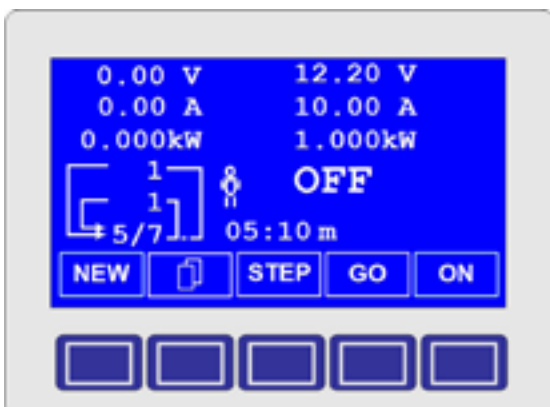 0.00 V 12.20 V
0.00 A 10.00 A
0.000kW 1.000kW
1
OFF
1
5/7 05:10m
NEW STEP GO ON